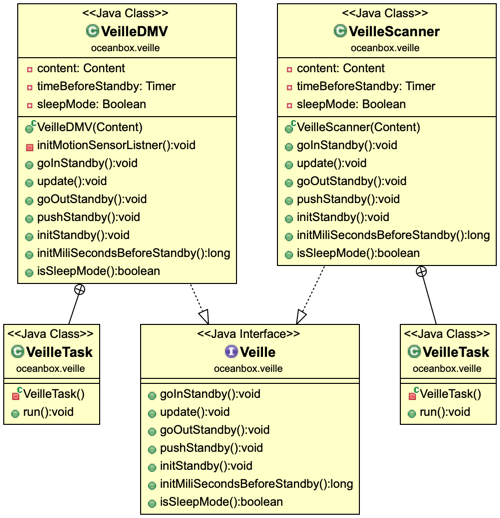 <<Java Class>>
VeilleDMV
oceanbox.veille
content: Content
timeBeforeStandby: Timer
sleepMode: Boolean
VeilleDMV(Content)
initMotionSensorListner():void
goInStandby():void
update():void
goOutStandby():void
pushStandby():void
initStandby():void
initMiliSecondsBeforeStandby():long
isSleepMode():boolean
<<Java Class>>
VeilleScanner
oceanbox.veille
content: Content
timeBeforeStandby: Timer
sleepMode: Boolean
VeilleScanner(Content)
goInStandby():void
update():void
goOutStandby():void
pushStandby():void
initStandby():void
initMiliSecondsBeforeStandby():long
isSleepMode():boolean
<<Java Class>>
VeilleTask
oceanbox.veille
VeilleTask()
run():void
<<Java Interface>>
Veille
oceanbox.veille
goInStandby():void
update():void
goOutStandby():void
pushStandby():void
initStandby():void
initMiliSecondsBeforeStandby():long
isSleepMode():boolean
<<Java Class>>
VeilleTask
oceanbox.veille
VeilleTask()
run():void